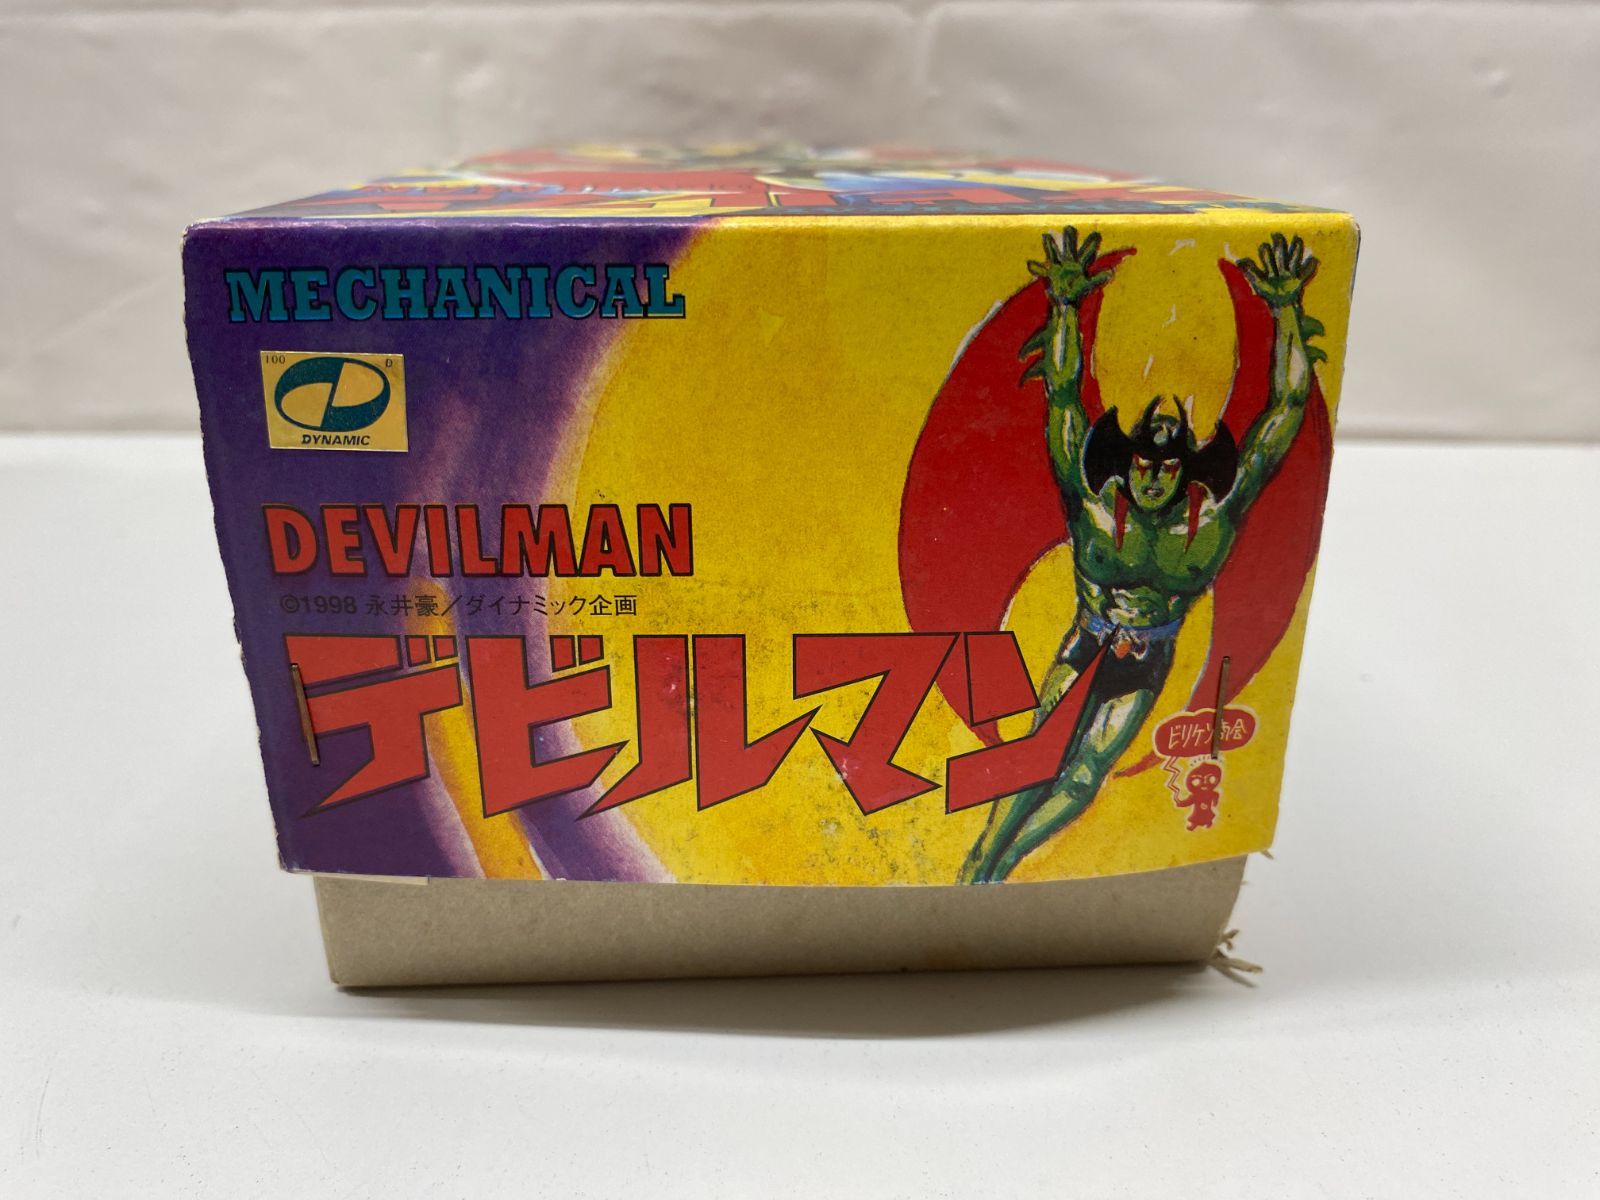 MECHANICAL
100 D
DYNAMIC
DEVILMAN
©1998 永井豪/ダイナミック企画
デビルマン
ビリケン商会